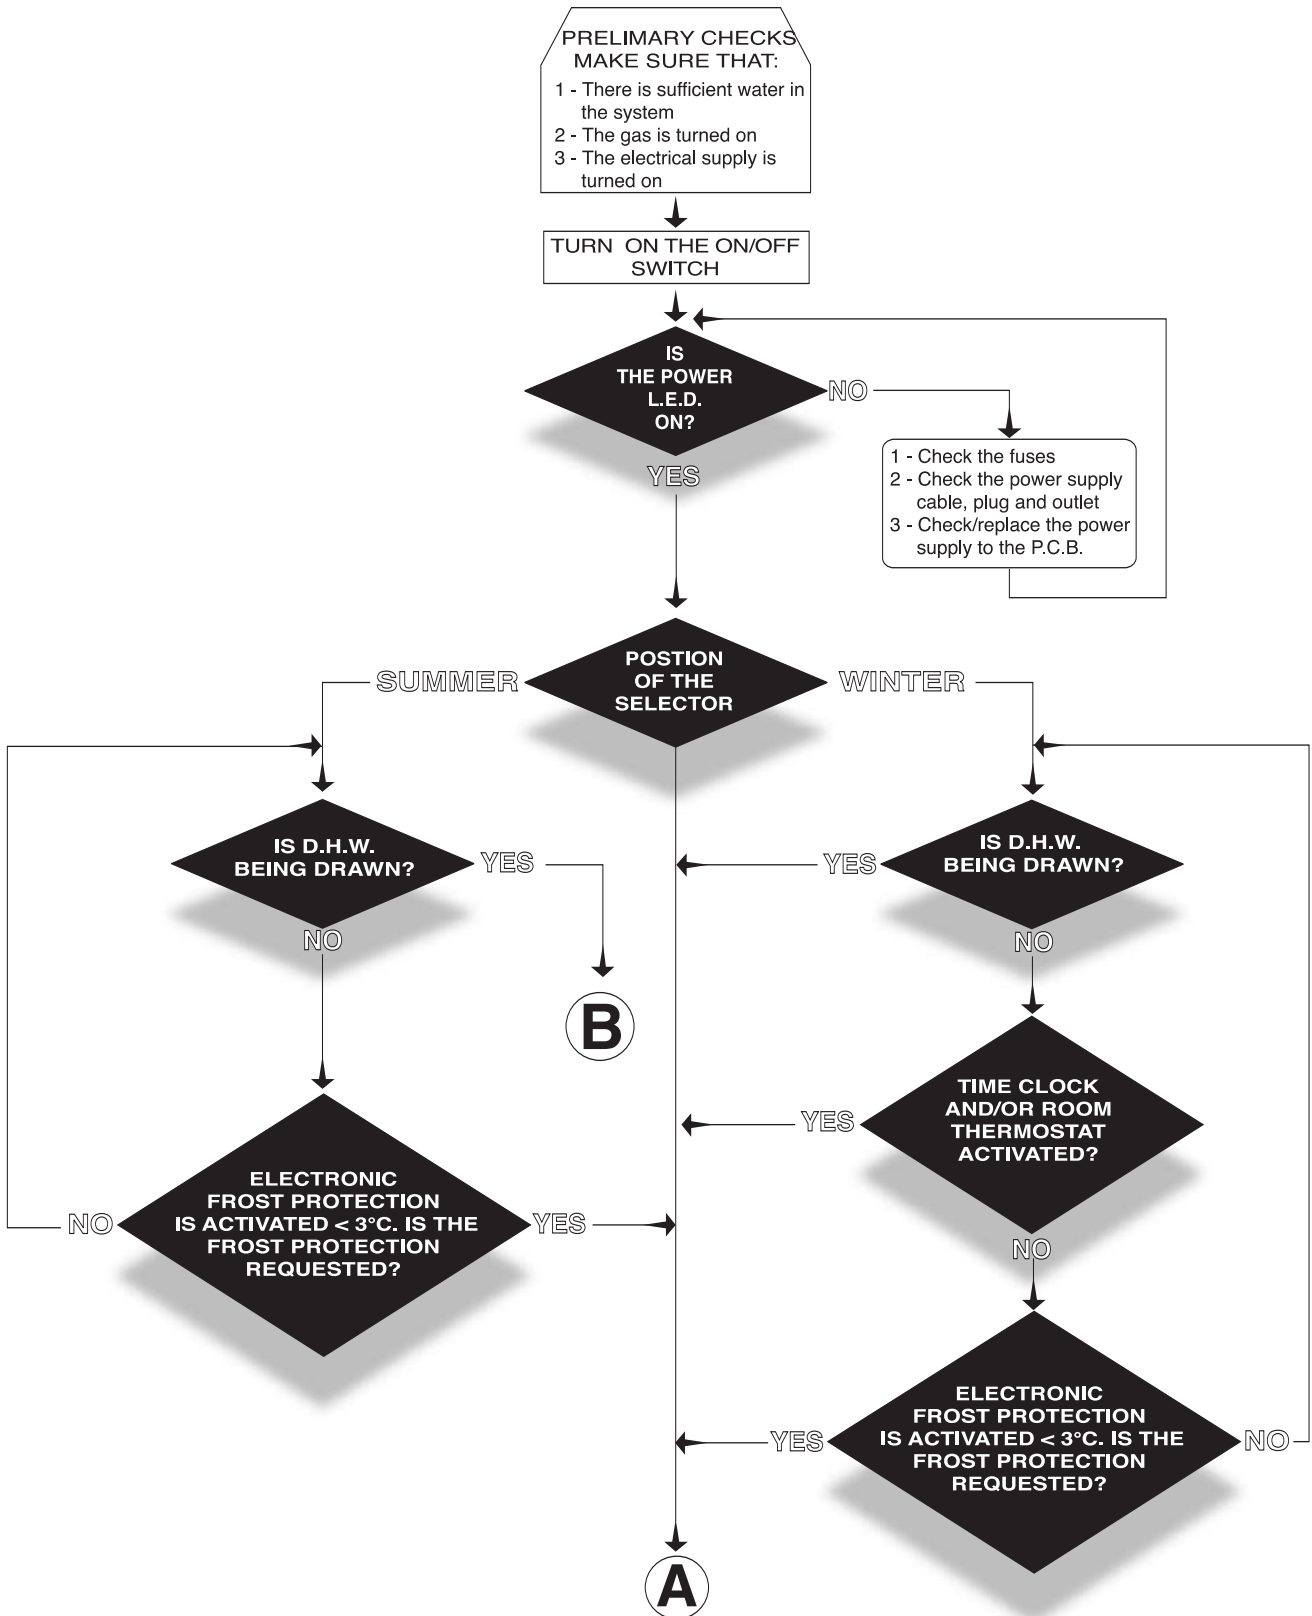 PRELIMARY CHECKS
MAKE SURE THAT:
1 - There is sufficient water in
the system
2 - The gas is turned on
3 - The electrical supply is
turned on
TURN ON THE ON/OFF
SWITCH
IS
THE POWER
L.E.D.
ON?
NO
YES
1 - Check the fuses
2 - Check the power supply
cable, plug and outlet
3 - Check/replace the power
supply to the P.C.B.
SUMMER
POSTION
OF THE
SELECTOR
WINTER
IS D.H.W.
BEING DRAWN?
YES
NO
B
YES
IS D.H.W.
BEING DRAWN?
NO
YES
TIME CLOCK
AND/OR ROOM
THERMOSTAT
ACTIVATED?
NO
NO
ELECTRONIC
FROST PROTECTION
IS ACTIVATED < 3°C. IS THE
FROST PROTECTION
REQUESTED?
YES
YES
ELECTRONIC
FROST PROTECTION
IS ACTIVATED < 3°C. IS THE
FROST PROTECTION
REQUESTED?
NO
A